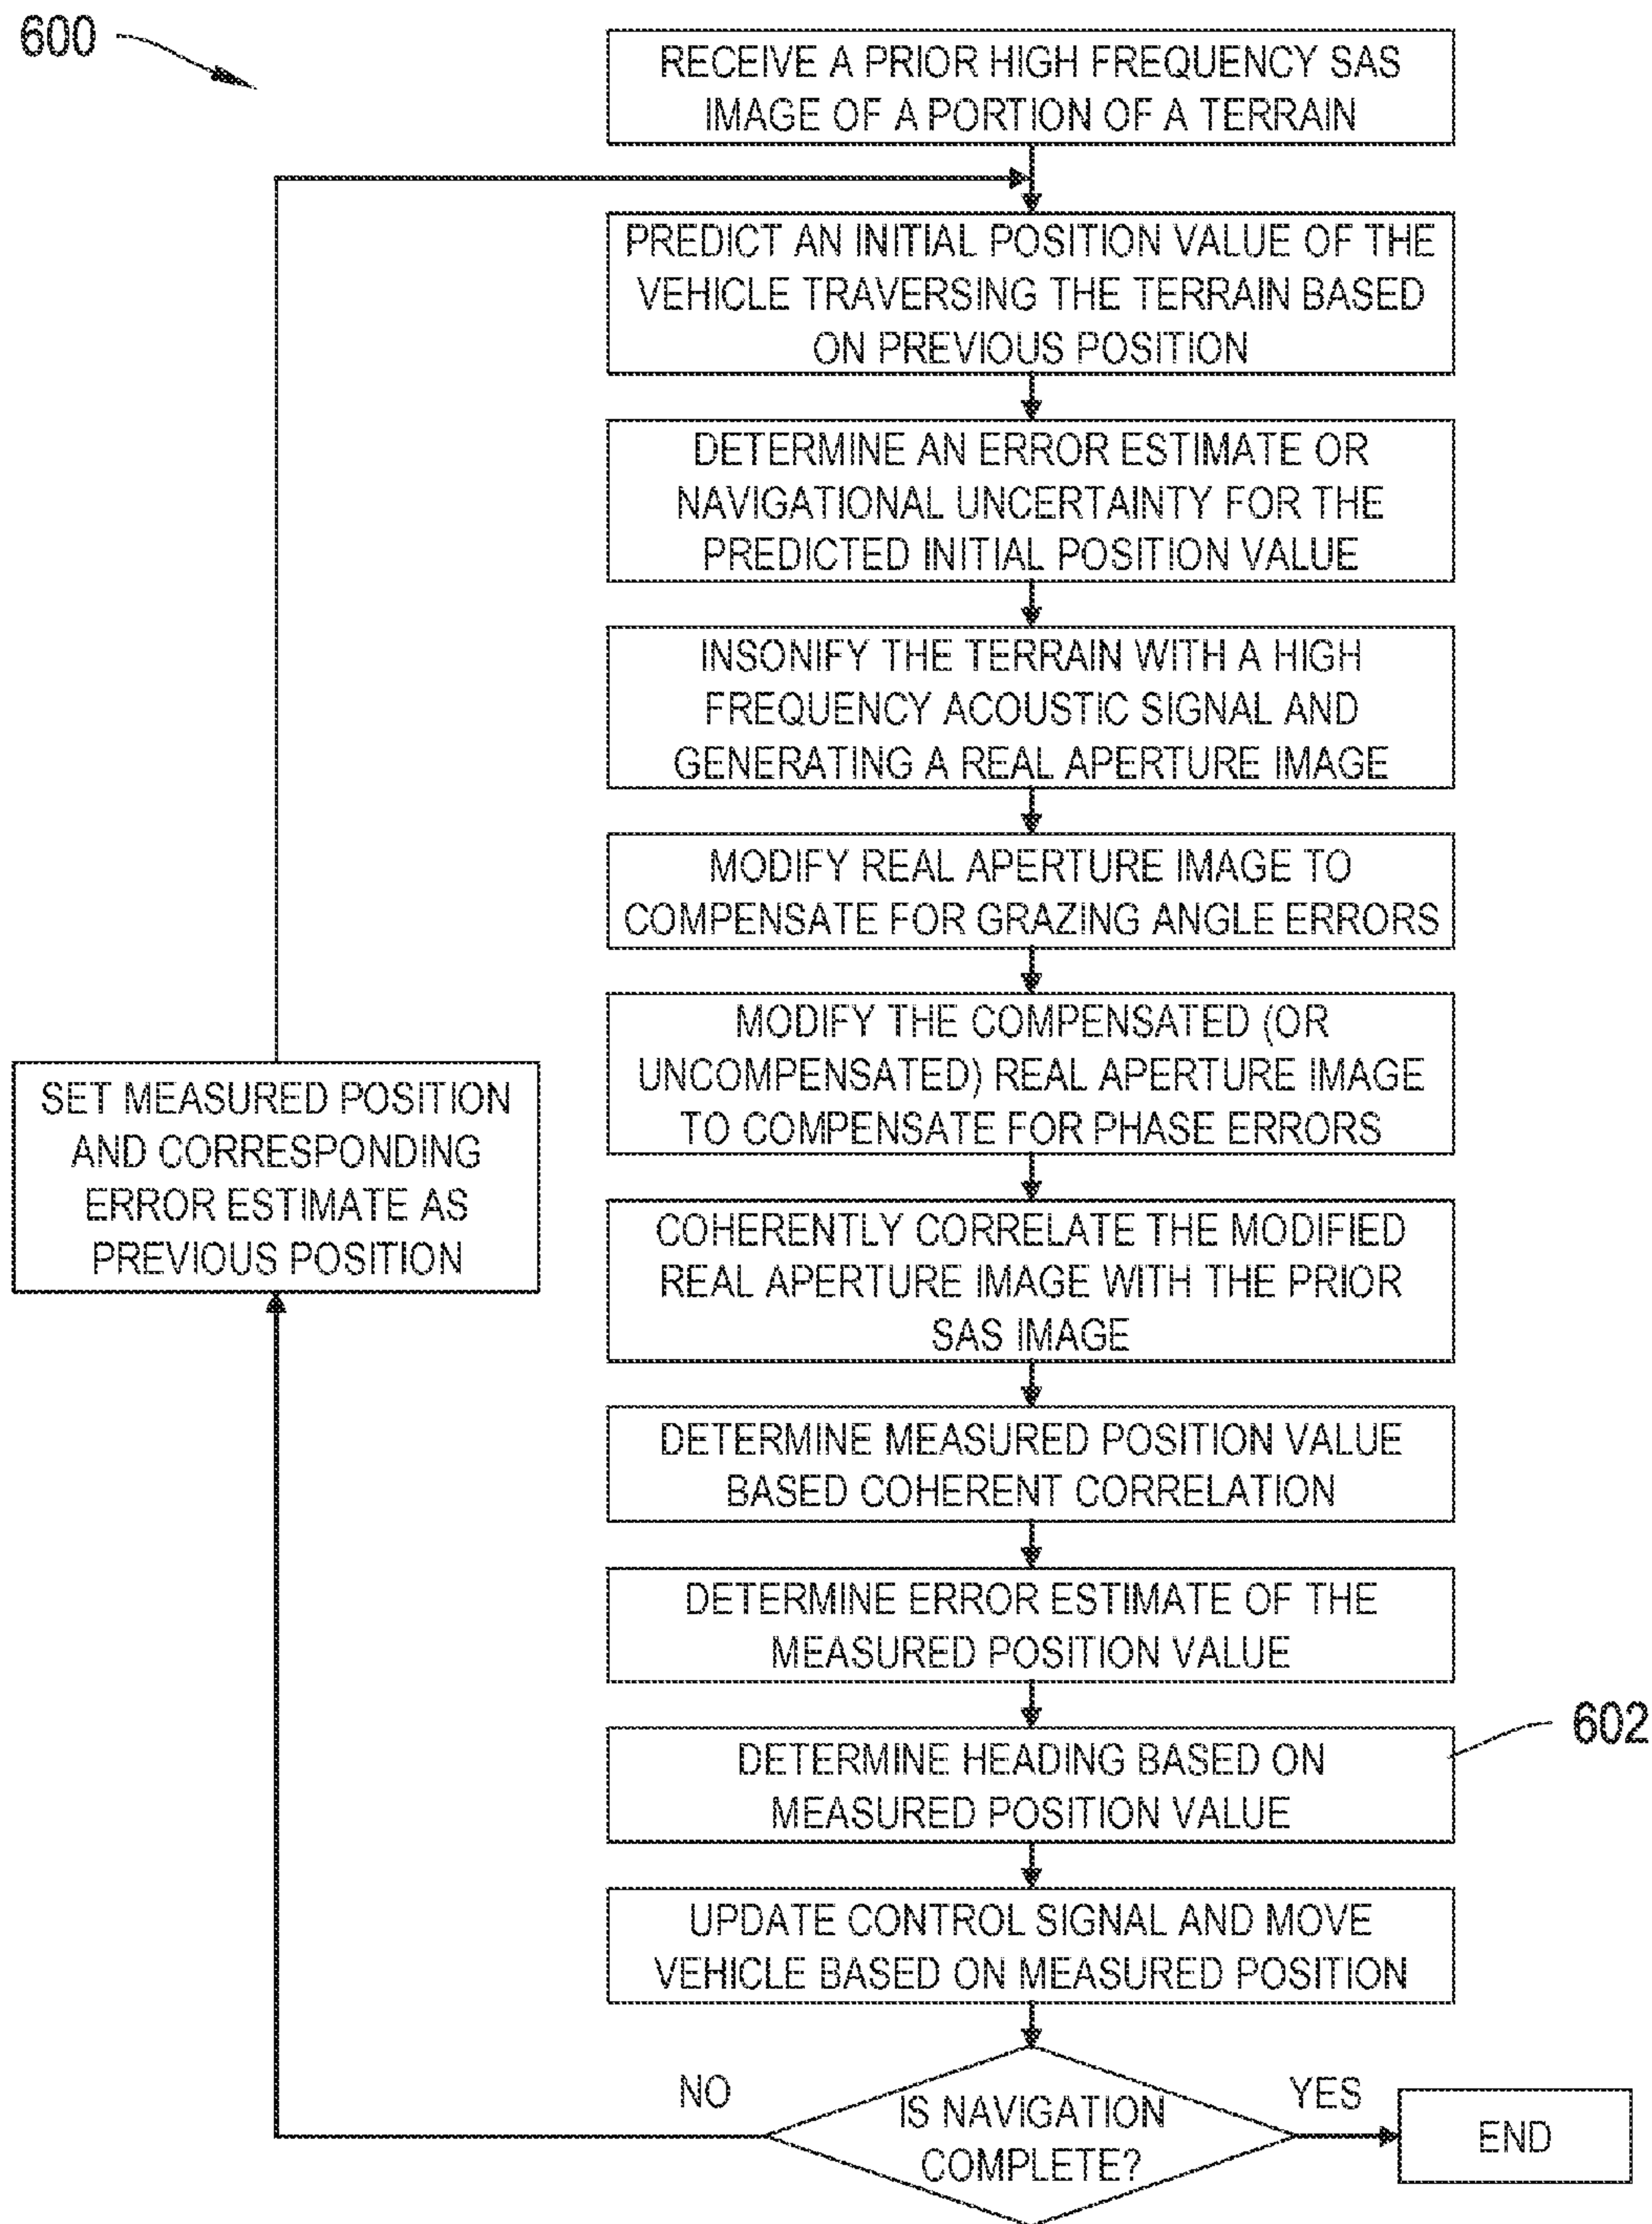 600
RECEIVE A PRIOR HIGH FREQUENCY SAS
IMAGE OF A PORTION OF A TERRAIN
PREDICT AN INITIAL POSITION VALUE OF THE
VEHICLE TRAVERSING THE TERRAIN BASED
ON PREVIOUS POSITION
DETERMINE AN ERROR ESTIMATE OR
NAVIGATIONAL UNCERTAINTY FOR THE
PREDICTED INITIAL POSITION VALUE
INSONIFY THE TERRAIN WITH A HIGH
FREQUENCY ACOUSTIC SIGNAL AND
GENERATING A REAL APERTURE IMAGE
MODIFY REAL APERTURE IMAGE TO
COMPENSATE FOR GRAZING ANGLE ERRORS
MODIFY THE COMPENSATED (OR
UNCOMPENSATED) REAL APERTURE IMAGE
TO COMPENSATE FOR PHASE ERRORS
SET MEASURED POSITION
AND CORRESPONDING
ERROR ESTIMATE AS
PREVIOUS POSITION
COHERENTLY CORRELATE THE MODIFIED
REAL APERTURE IMAGE WITH THE PRIOR
SAS IMAGE
DETERMINE MEASURED POSITION VALUE
BASED COHERENT CORRELATION
DETERMINE ERROR ESTIMATE OF THE
MEASURED POSITION VALUE
602
DETERMINE HEADING BASED ON
MEASURED POSITION VALUE
UPDATE CONTROL SIGNAL AND MOVE
VEHICLE BASED ON MEASURED POSITION
NO
IS NAVIGATION
COMPLETE?
YES
END